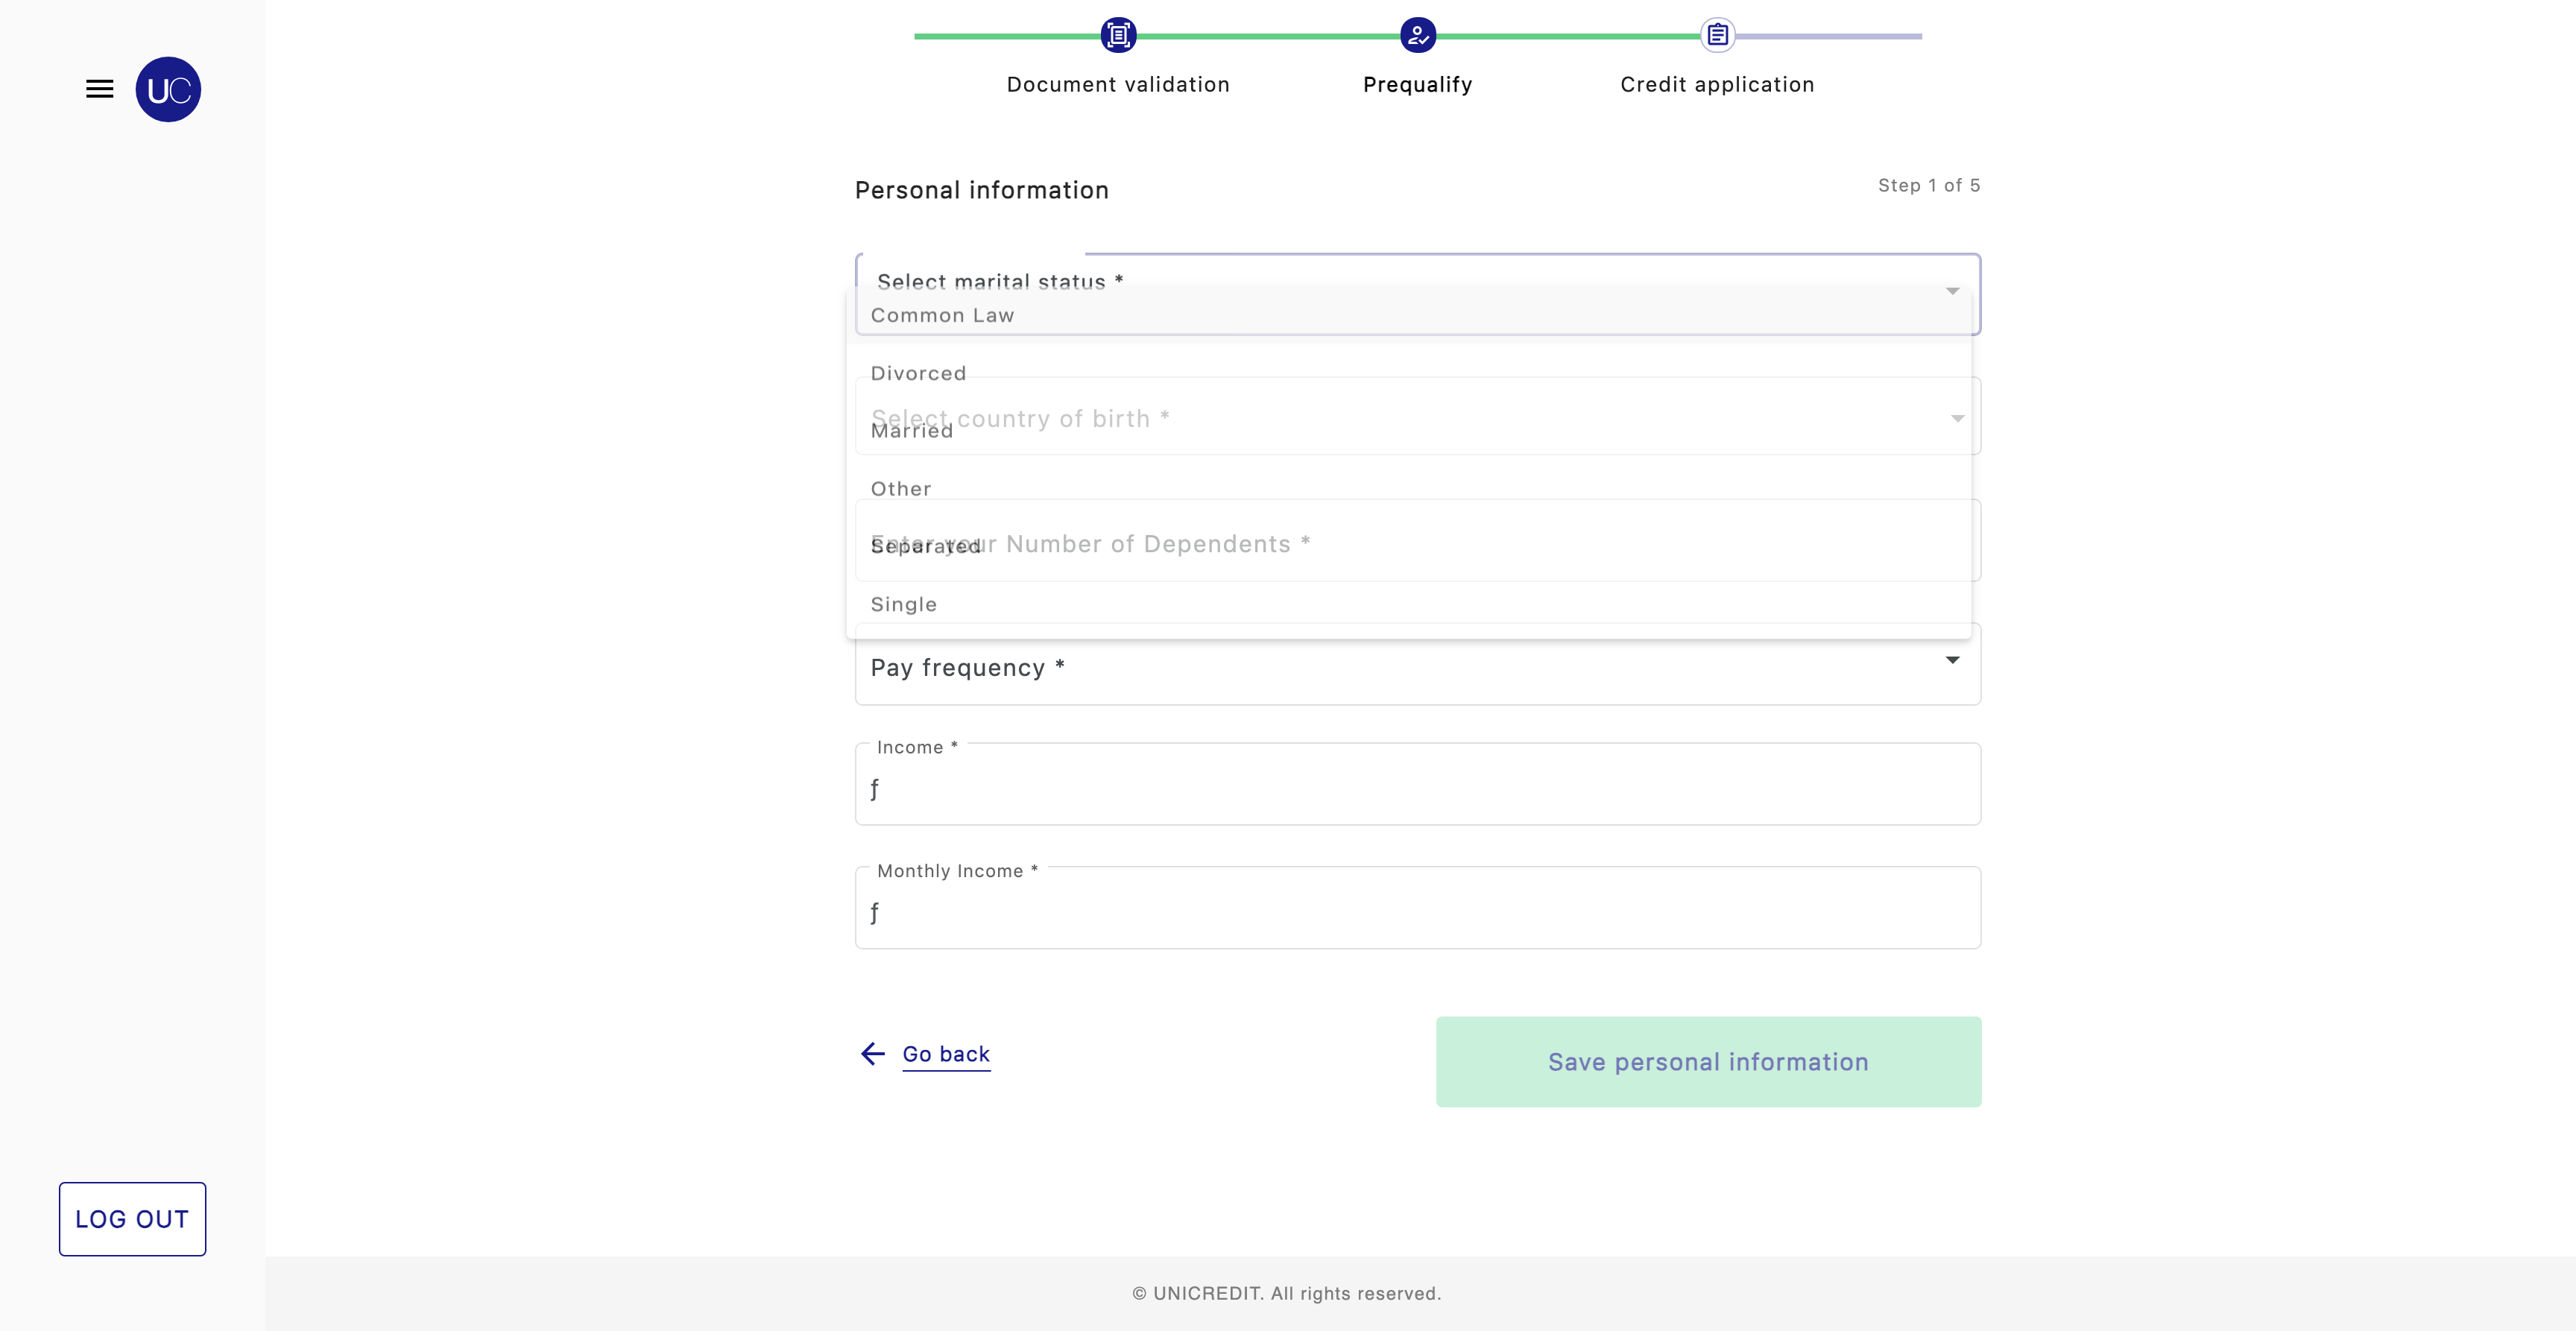 UC
Document validation
Prequalify
Credit application
Personal information
Step 1 of 5
Select marital status *
Common Law
Divorced
Select country of birth *
Married
Other
Enter your Number of Dependents *
Separated
Single
Pay frequency *
Income *
ƒ
Monthly Income *
ƒ
Go back
Save personal information
LOG OUT
© UNICREDIT. All rights reserved.